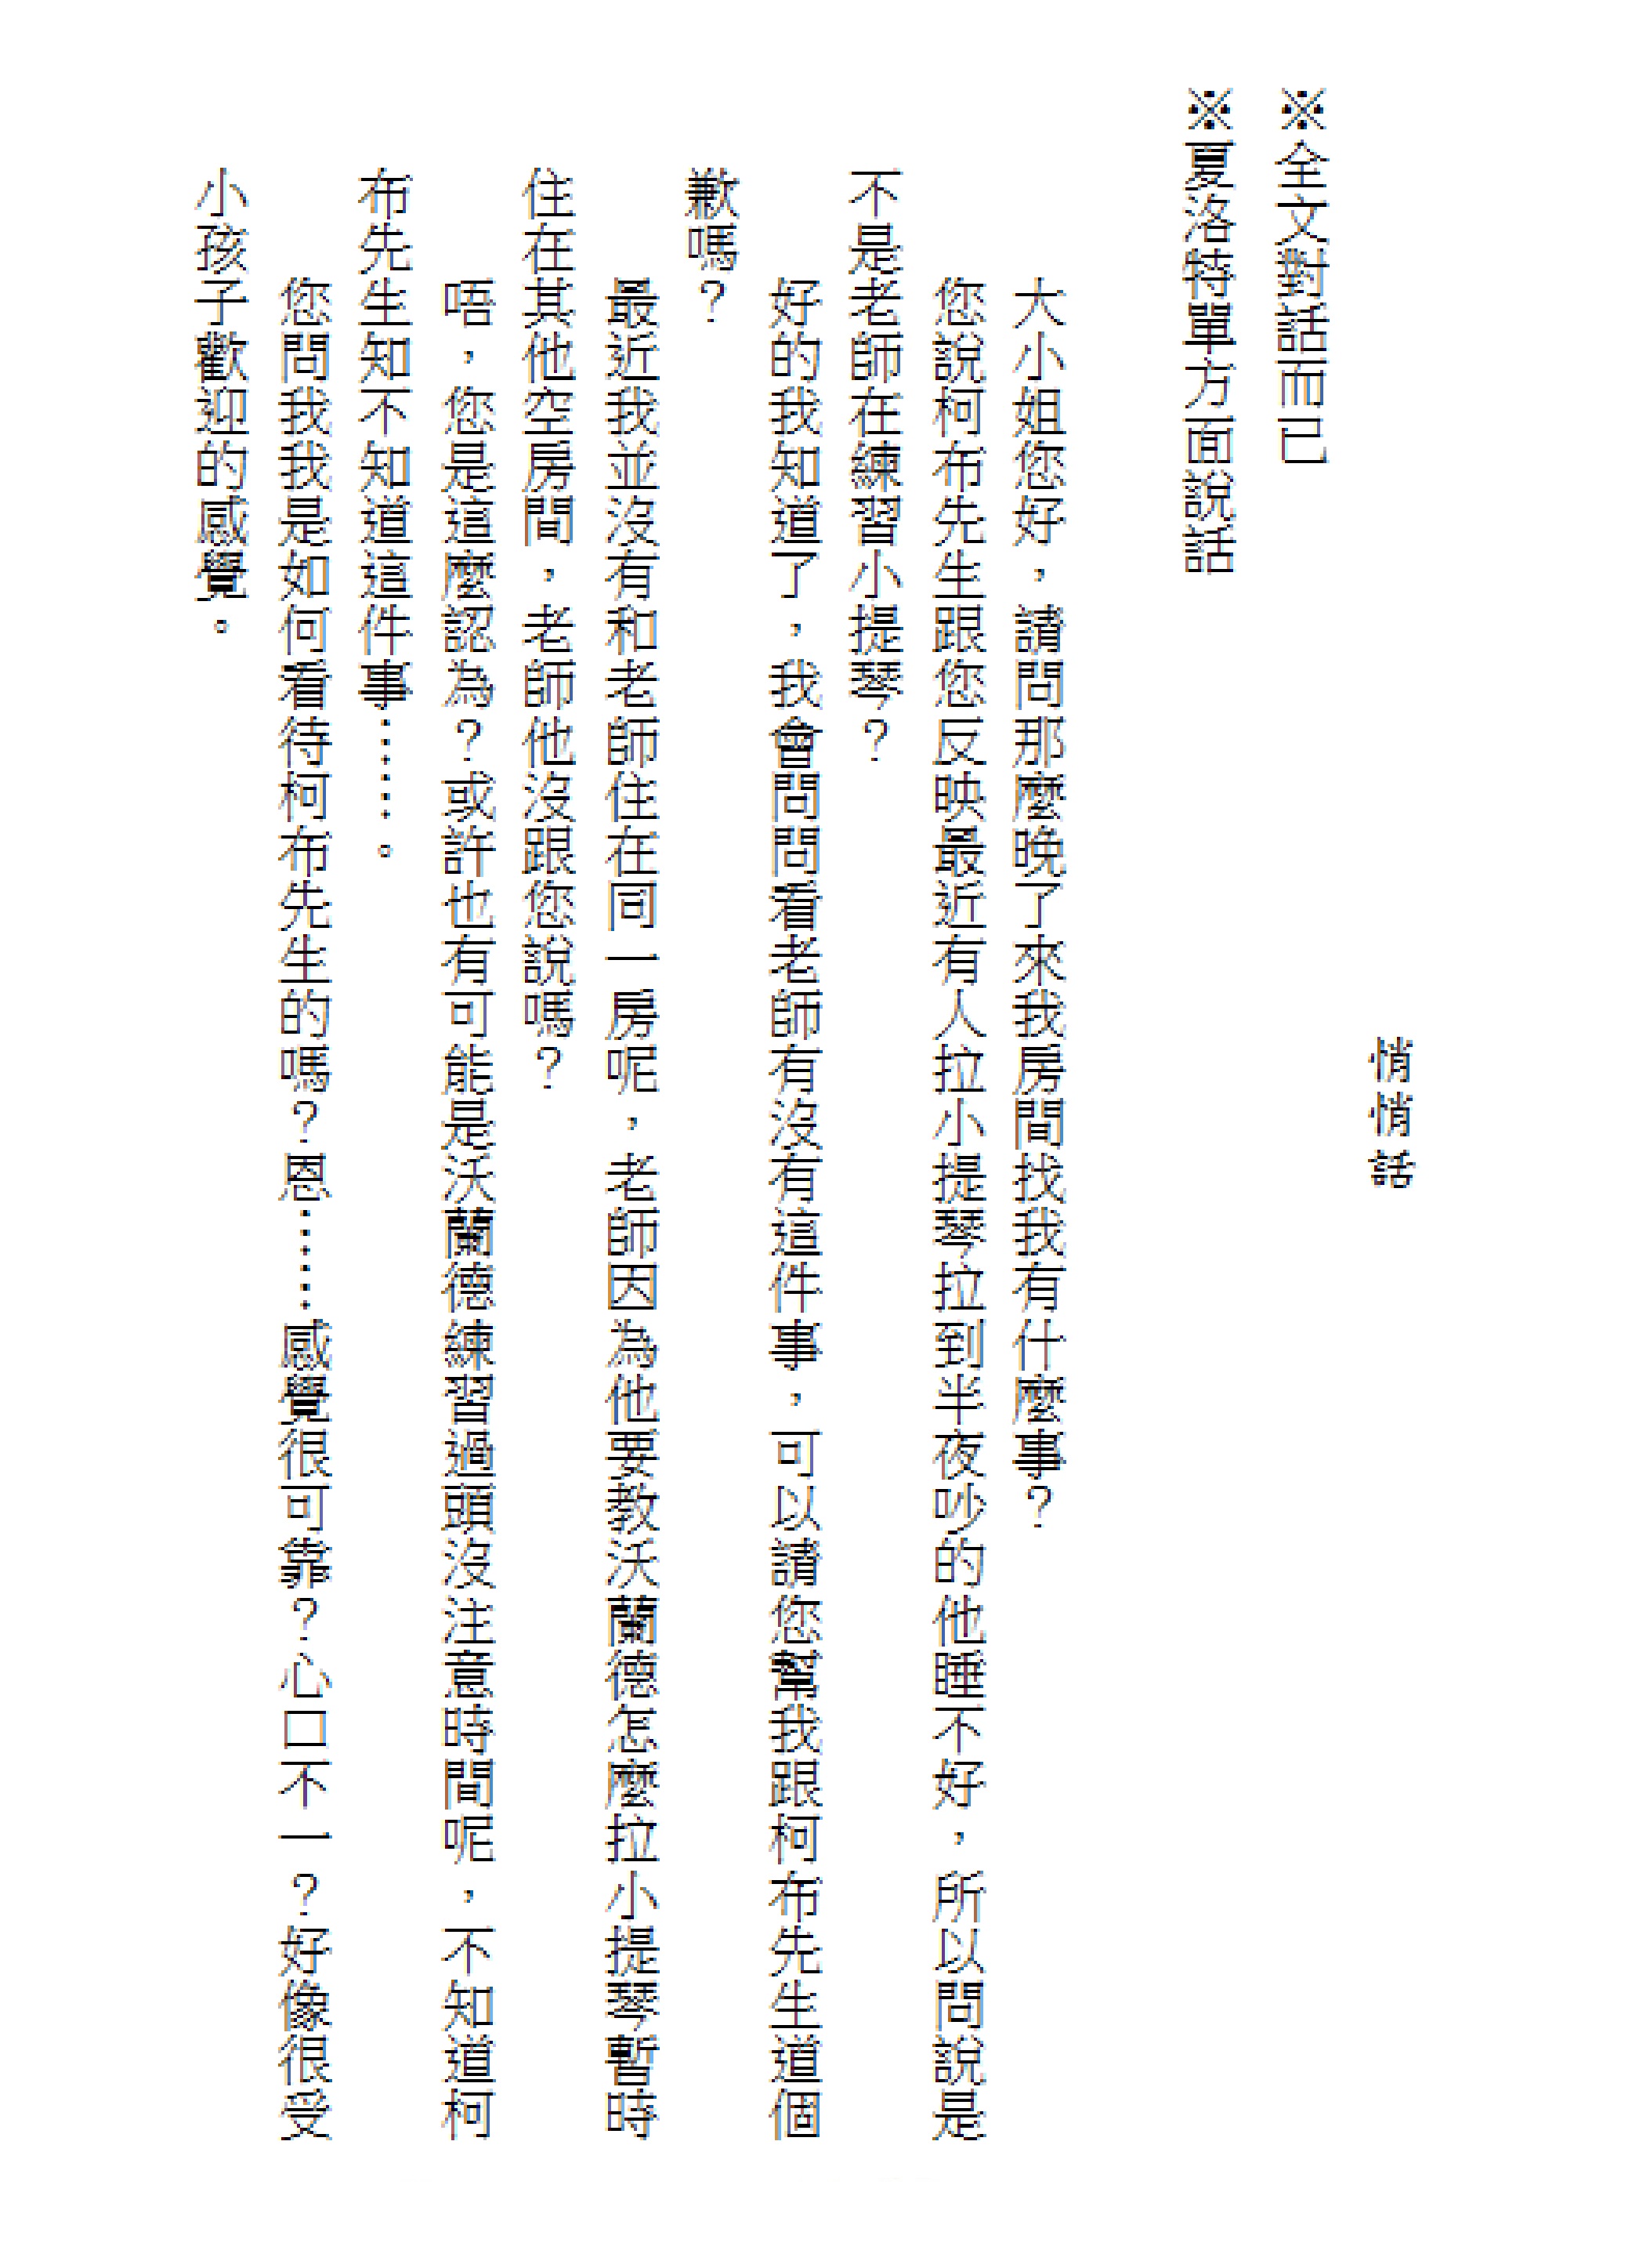 悄悄話
※全文對話而已
※夏洛特單方面說話
大小姐您好，請問那麼晚了來我房間找我有什麼事？
您說柯布先生跟您反映最近有人拉小提琴拉到半夜吵的他睡不好，所以問說是
不是老師在練習小提琴？
好的我知道了，我會問問看老師有沒有這件事，可以請您幫我跟柯布先生道個
歉嗎？
最近我並沒有和老師住在同一房呢，老師因為他要教沃蘭德怎麼拉小提琴暫時
住在其他空房間，老師他沒跟您說嗎？
唔，您是這麼認為？或許也有可能是沃蘭德練習過頭沒注意時間呢，不知道柯
布先生知不知道這件事……。
您問我我是如何看待柯布先生的嗎？恩……感覺很可靠？心口不一？好像很受
小孩子歡迎的感覺。